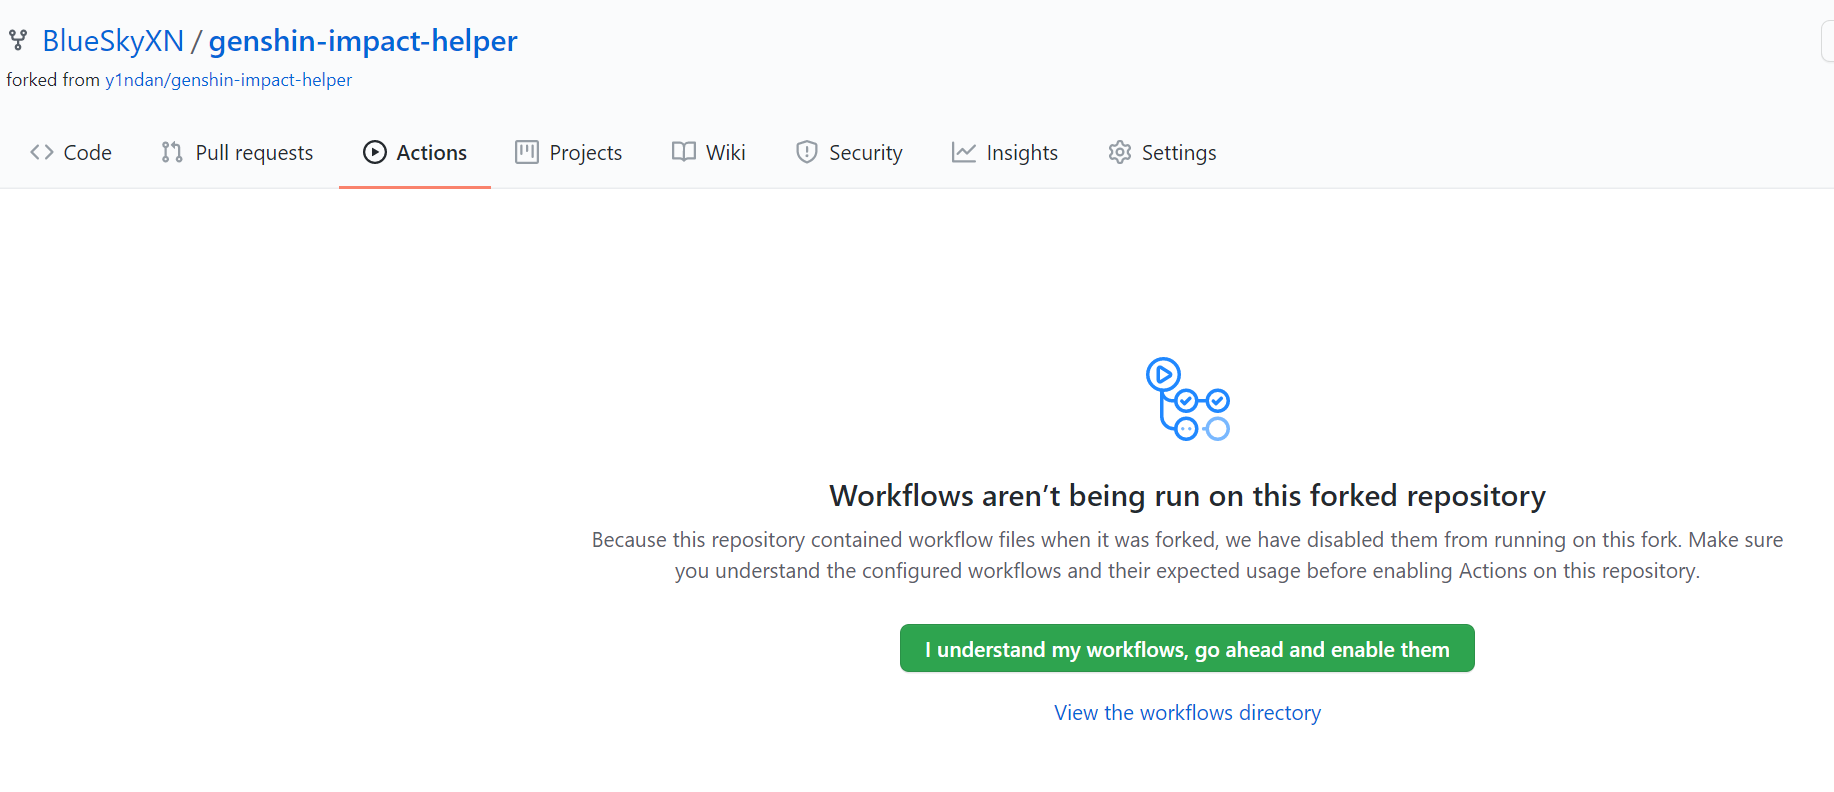 BlueSkyXN / genshin-impact-helper
forked from y1ndan/genshin-impact-helper
Code Pull requests Actions Projects Wiki Security Insights Settings
Workflows aren’t being run on this forked repository
Because this repository contained workflow files when it was forked, we have disabled them from running on this fork. Make sure
you understand the configured workflows and their expected usage before enabling Actions on this repository.
I understand my workflows, go ahead and enable them
View the workflows directory